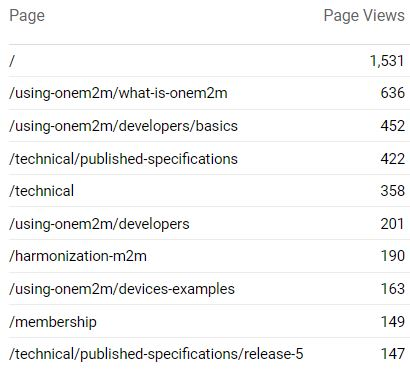 Page Page Views
/ 1,531
/using-onem2m/what-is-onem2m 636
/using-onem2m/developers/basics 452
/technical/published-specifications 422
/technical 358
/using-onem2m/developers 201
/harmonization-m2m 190
/using-onem2m/devices-examples 163
/membership 149
/technical/published-specifications/release-5 147